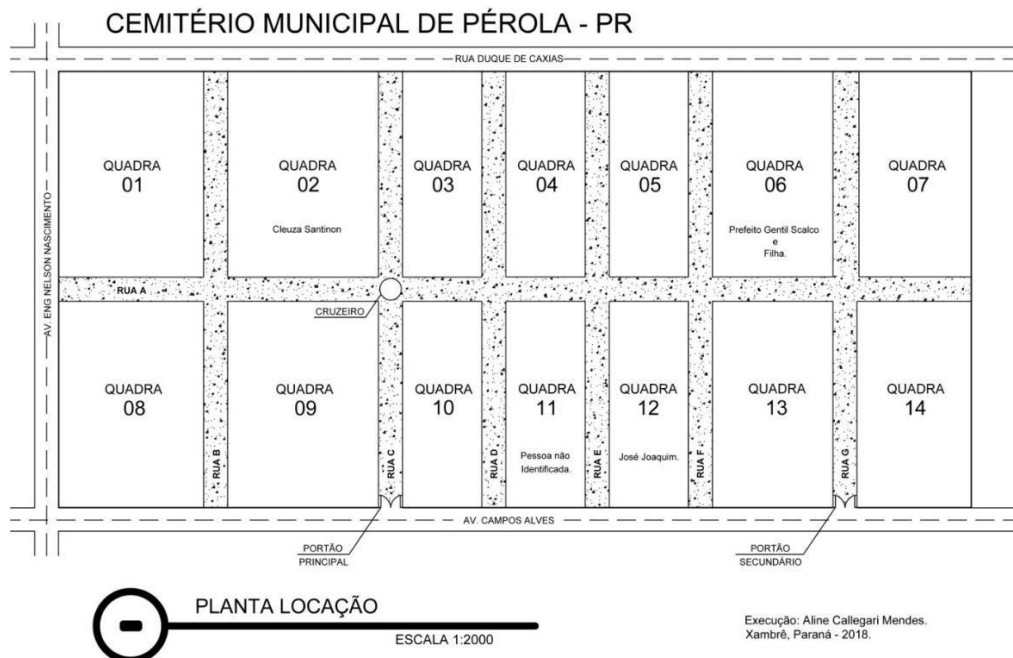 CEMITÉRIO MUNICIPAL DE PÉROLA - PR
RUA DUQUE DE CAXIAS
AV. ENG NELSON NASCIMENTO
QUADRA
01
QUADRA
02
Cleuza Santinon
QUADRA
03
QUADRA
04
QUADRA
05
QUADRA
06
Prefeito Gentil Scalco
e
Filha.
QUADRA
07
RUA A
CRUZEIRO
QUADRA
08
QUADRA
09
QUADRA
10
QUADRA
11
Pessoa não
Identificada.
QUADRA
12
José Joaquim.
QUADRA
13
QUADRA
14
RUA B
RUA C
RUA D
RUA E
RUA F
RUA G
AV. CAMPOS ALVES
PORTÃO
PRINCIPAL
PORTÃO
SECUNDÁRIO
PLANTA LOCAÇÃO
ESCALA 1:2000
Execução: Aline Callegari Mendes.
Xambrê, Paraná - 2018.